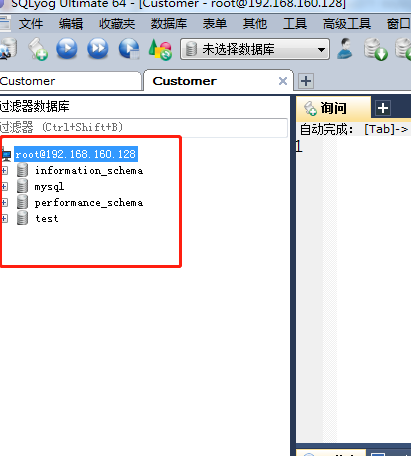 SQLyog Ultimate 64 - [Customer - root@192.168.160.128]
编辑 收藏夹 数据库 表单 其他 工具 高级工具 窗口
未选择数据库
Customer Customer
过滤器数据库
过滤器 (Ctrl+Shift+B)
root@192.168.160.128
information_schema
mysql
performance_schema
test
询问
自动完成: [Tab]->
1